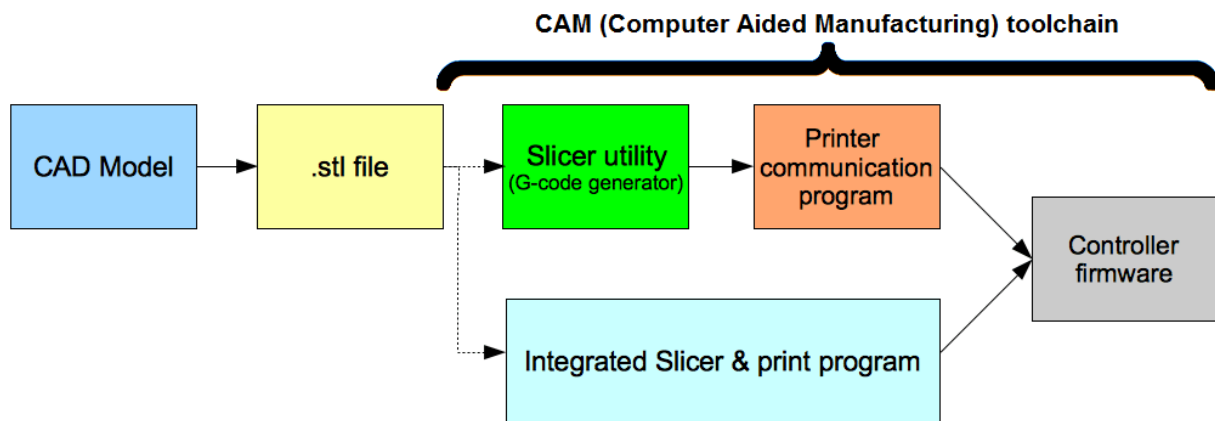 CAM (Computer Aided Manufacturing) toolchain
CAD Model
.stl file
Slicer utility
(G-code generator)
Printer
communication
program
Controller
firmware
Integrated Slicer & print program